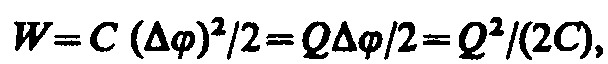 W = C (Δφ)²/2 = QΔφ/2 = Q²/(2C),